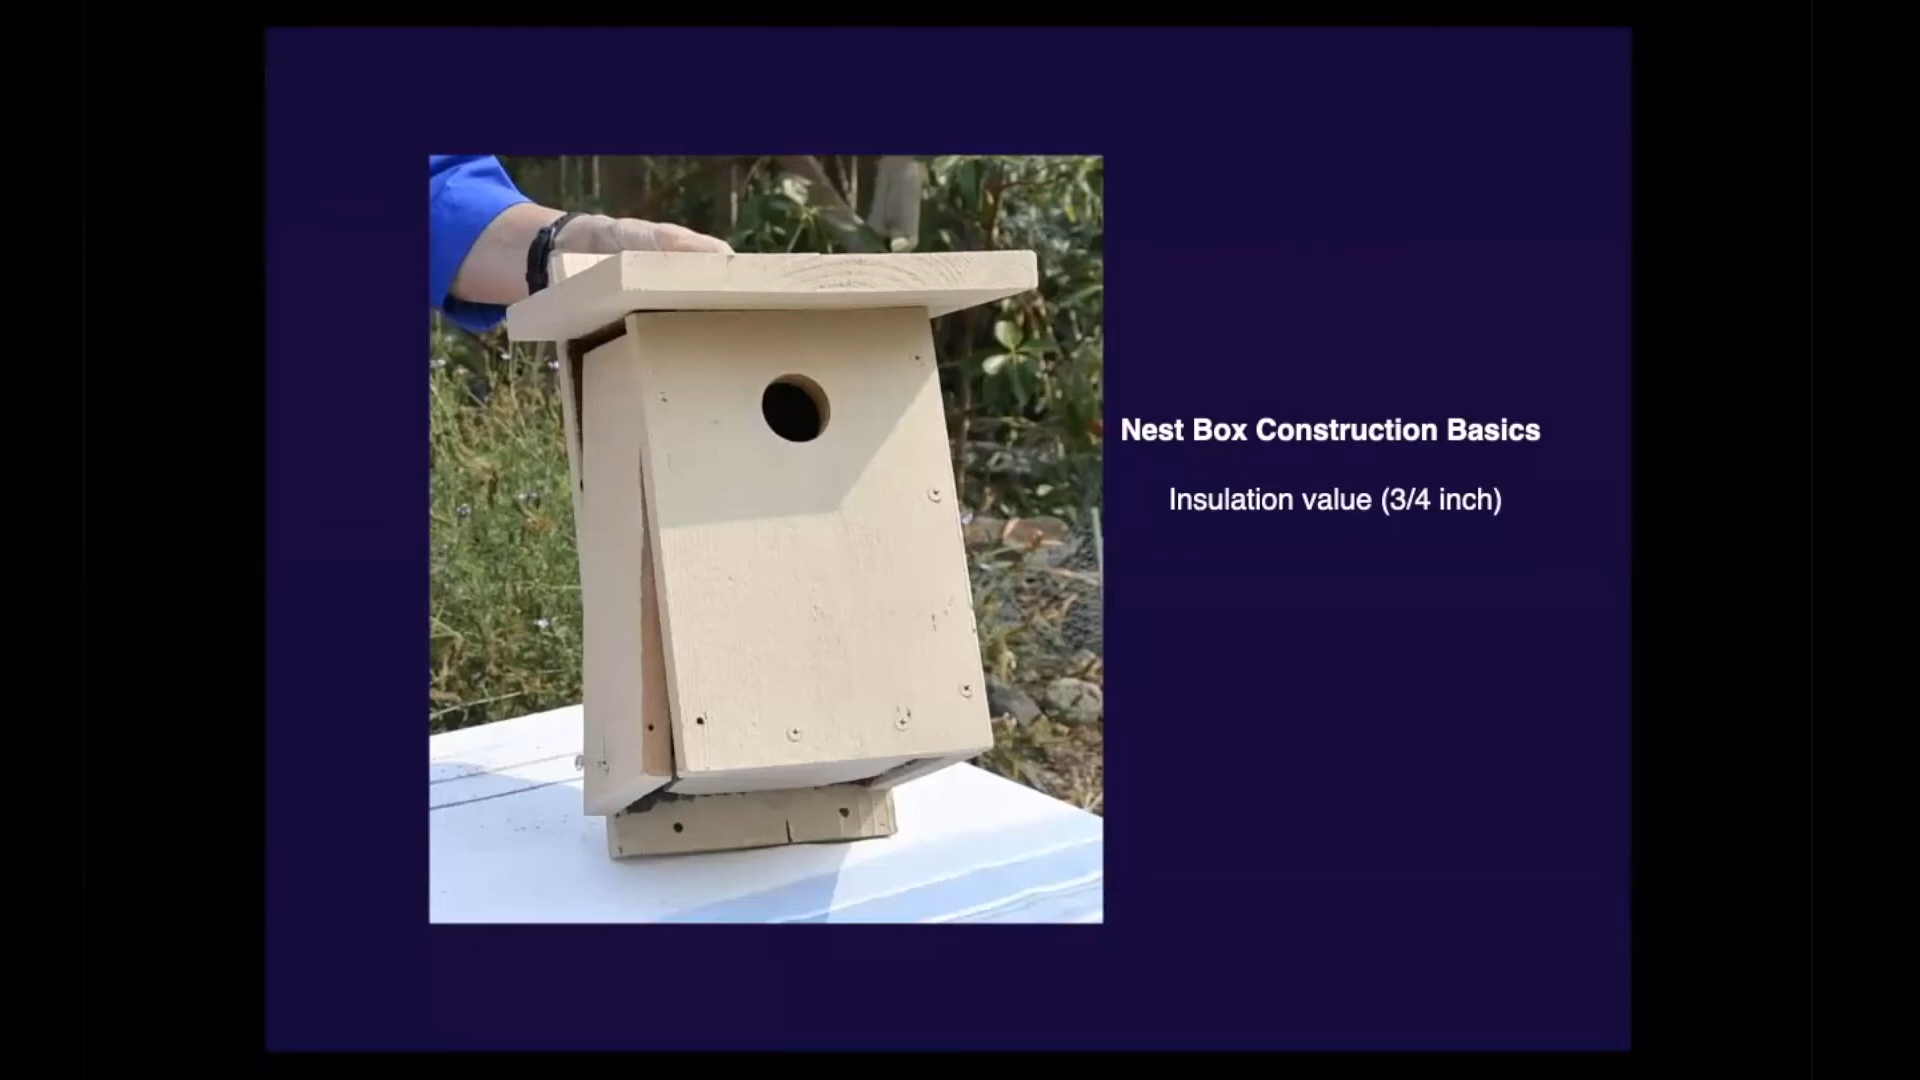 Nest Box Construction Basics
Insulation value (3/4 inch)